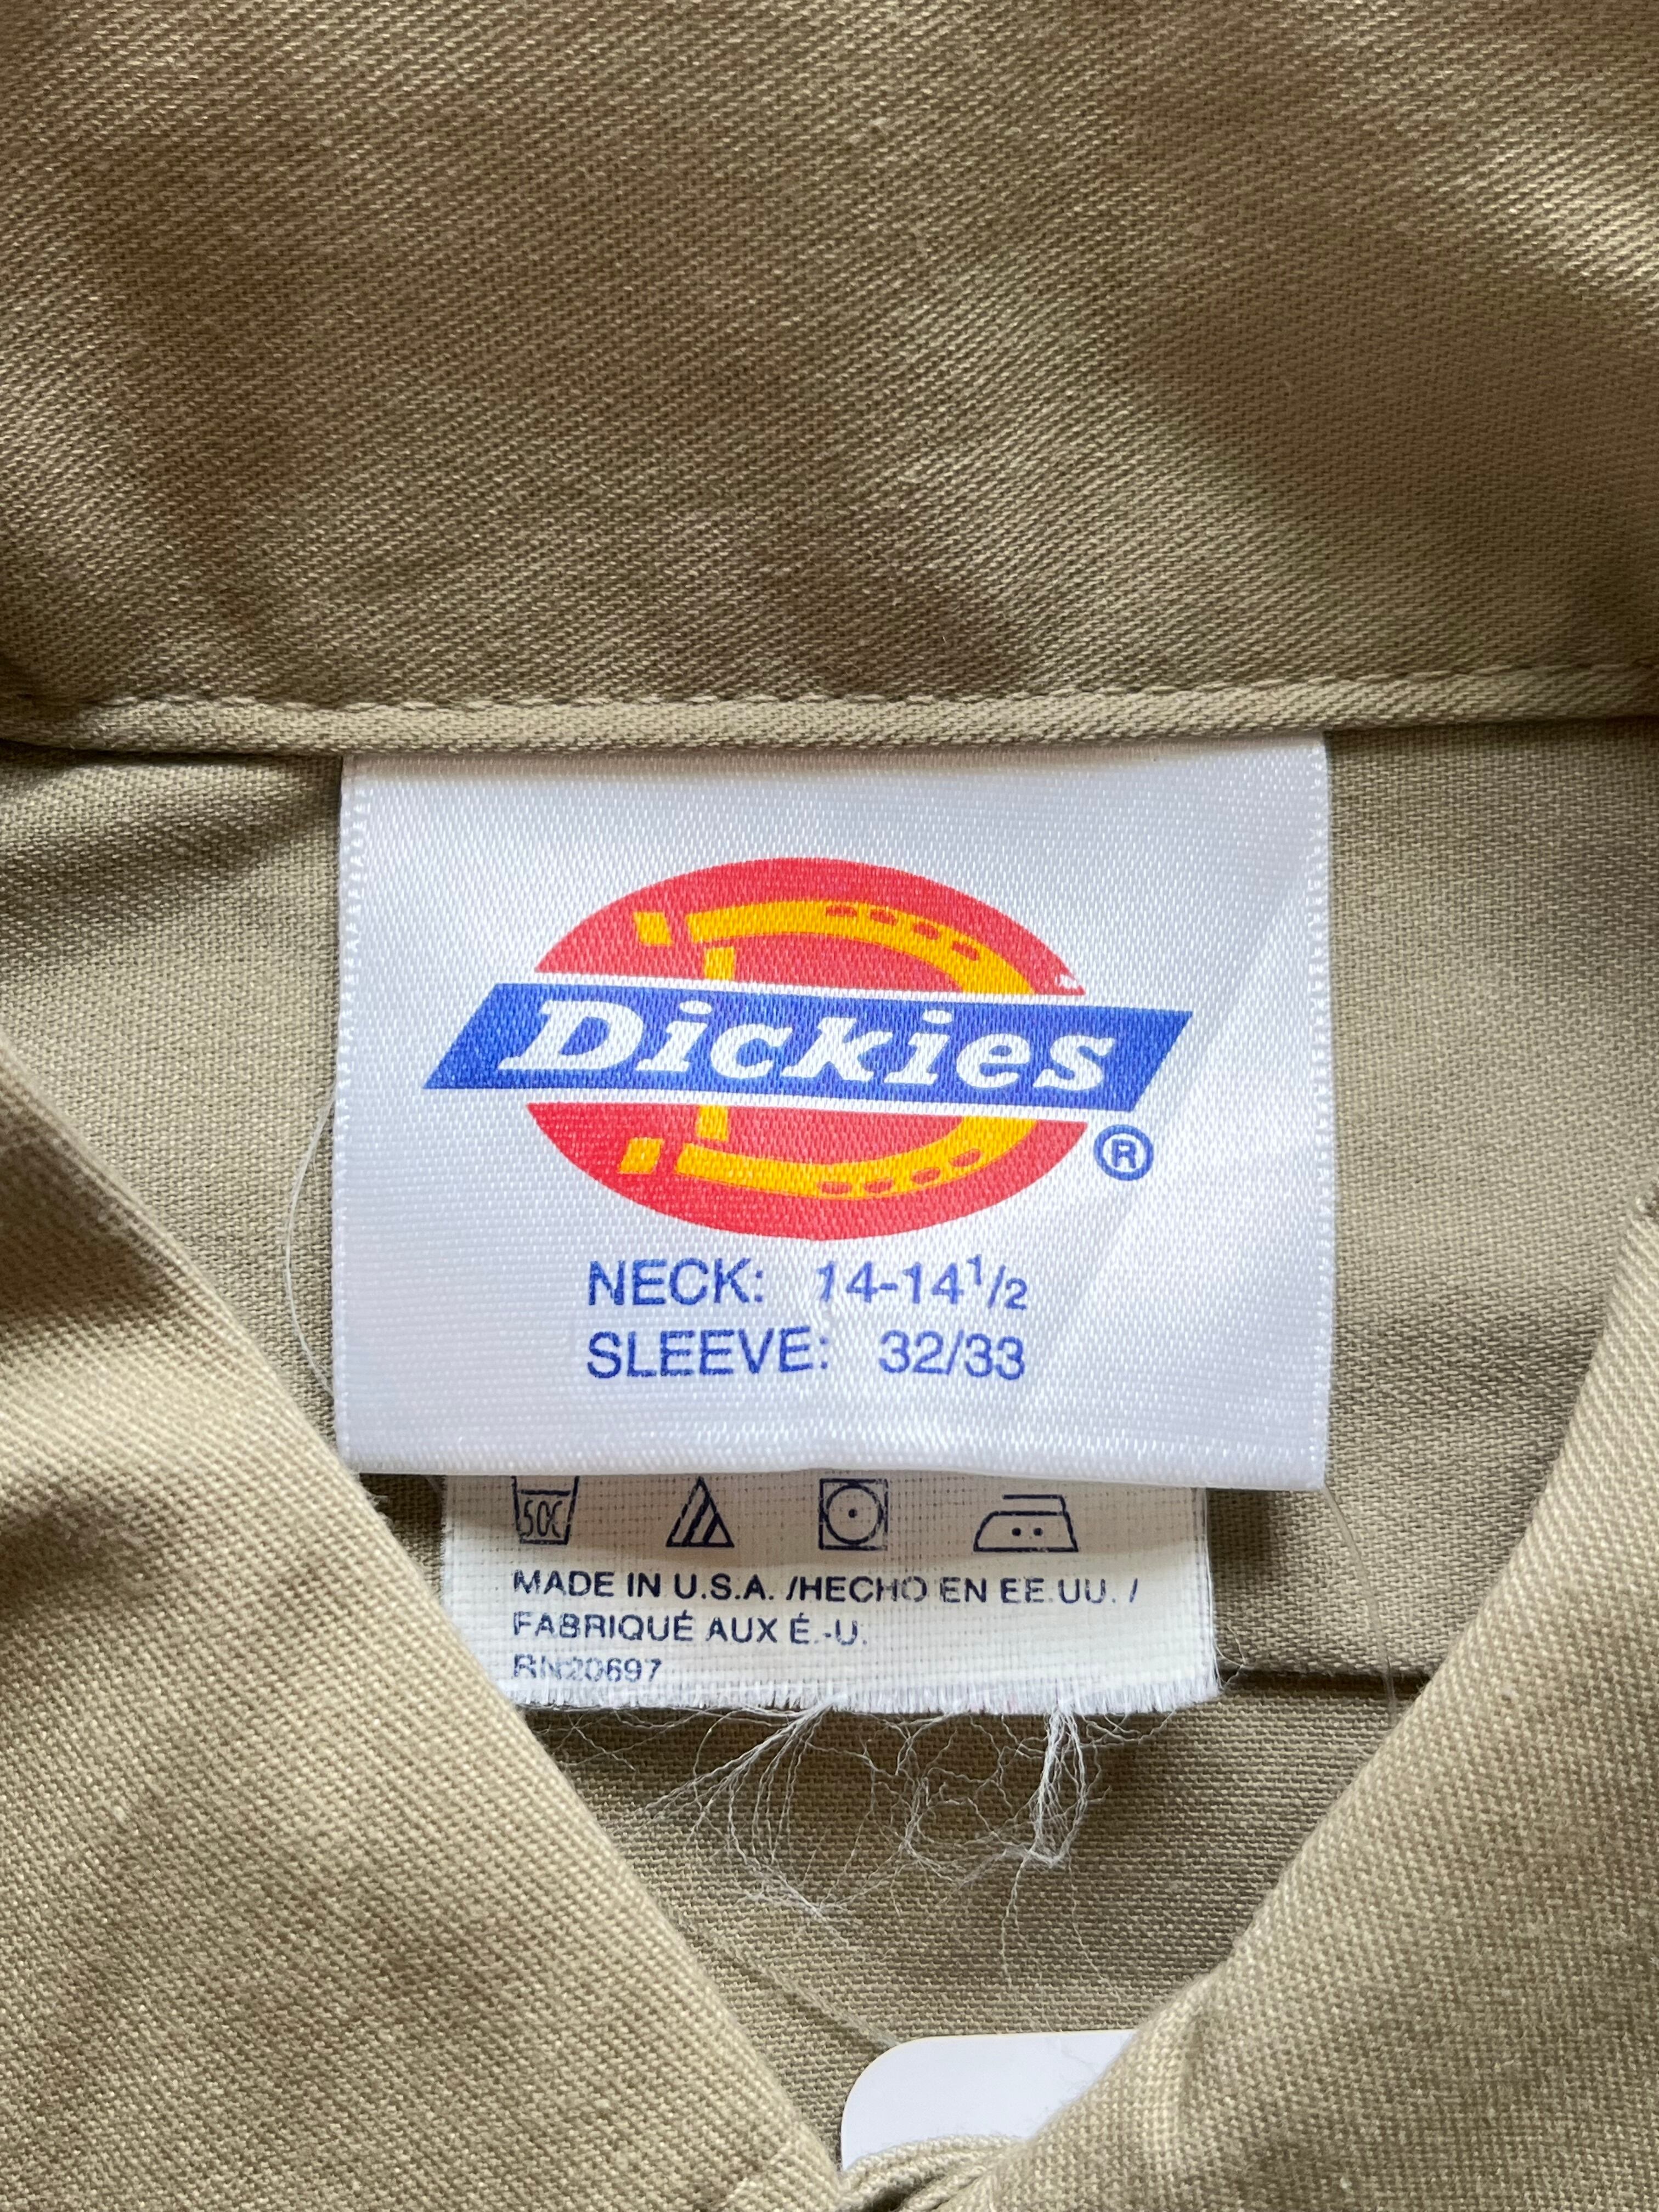 Dickies
®
NECK: 14-14½
SLEEVE: 32/33
50C
MADE IN U.S.A. /HECHO EN EE.UU. /
FABRIQUÉ AUX É.-U.
RN20697